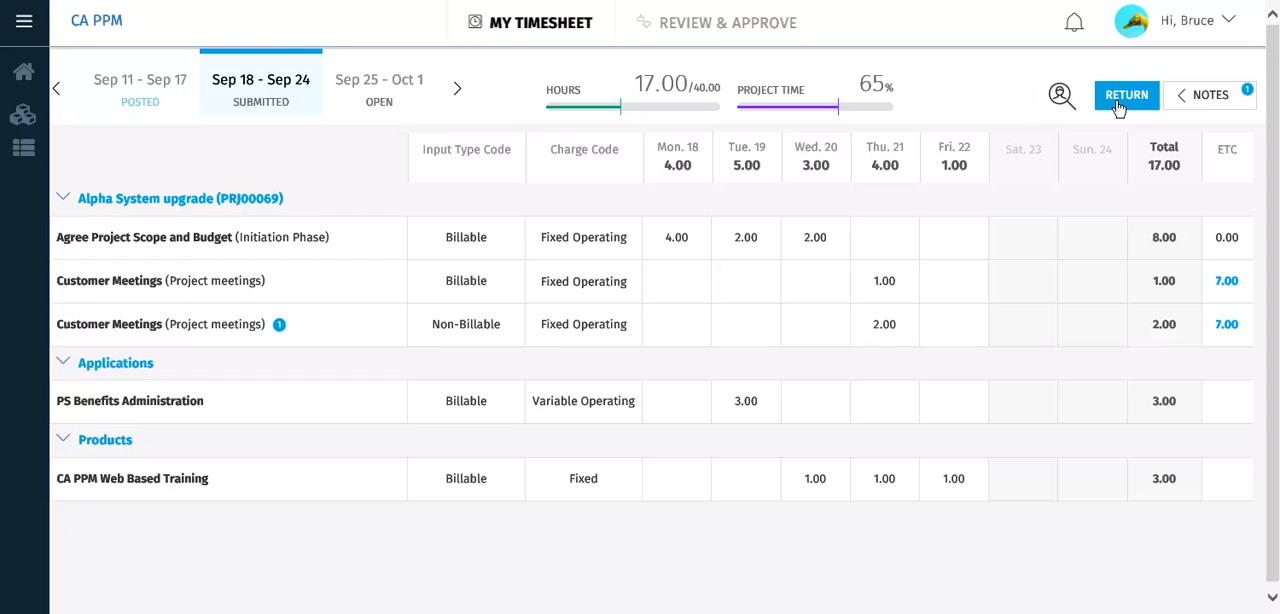 CA PPM
MY TIMESHEET
REVIEW & APPROVE
Hi, Bruce
Sep 11 - Sep 17
POSTED
Sep 18 - Sep 24
SUBMITTED
Sep 25 - Oct 1
OPEN
HOURS 17.00/40.00
PROJECT TIME 65%
RETURN
NOTES 1
Input Type Code Charge Code Mon. 18 Tue. 19 Wed. 20 Thu. 21 Fri. 22 Sat. 23 Sun. 24 Total ETC
4.00 5.00 3.00 4.00 1.00 17.00
Alpha System upgrade (PRJ00069)
Agree Project Scope and Budget (Initiation Phase) Billable Fixed Operating 4.00 2.00 2.00 8.00 0.00
Customer Meetings (Project meetings) Billable Fixed Operating 1.00 1.00 7.00
Customer Meetings (Project meetings) 1 Non-Billable Fixed Operating 2.00 2.00 7.00
Applications
PS Benefits Administration Billable Variable Operating 3.00 3.00
Products
CA PPM Web Based Training Billable Fixed 1.00 1.00 1.00 3.00